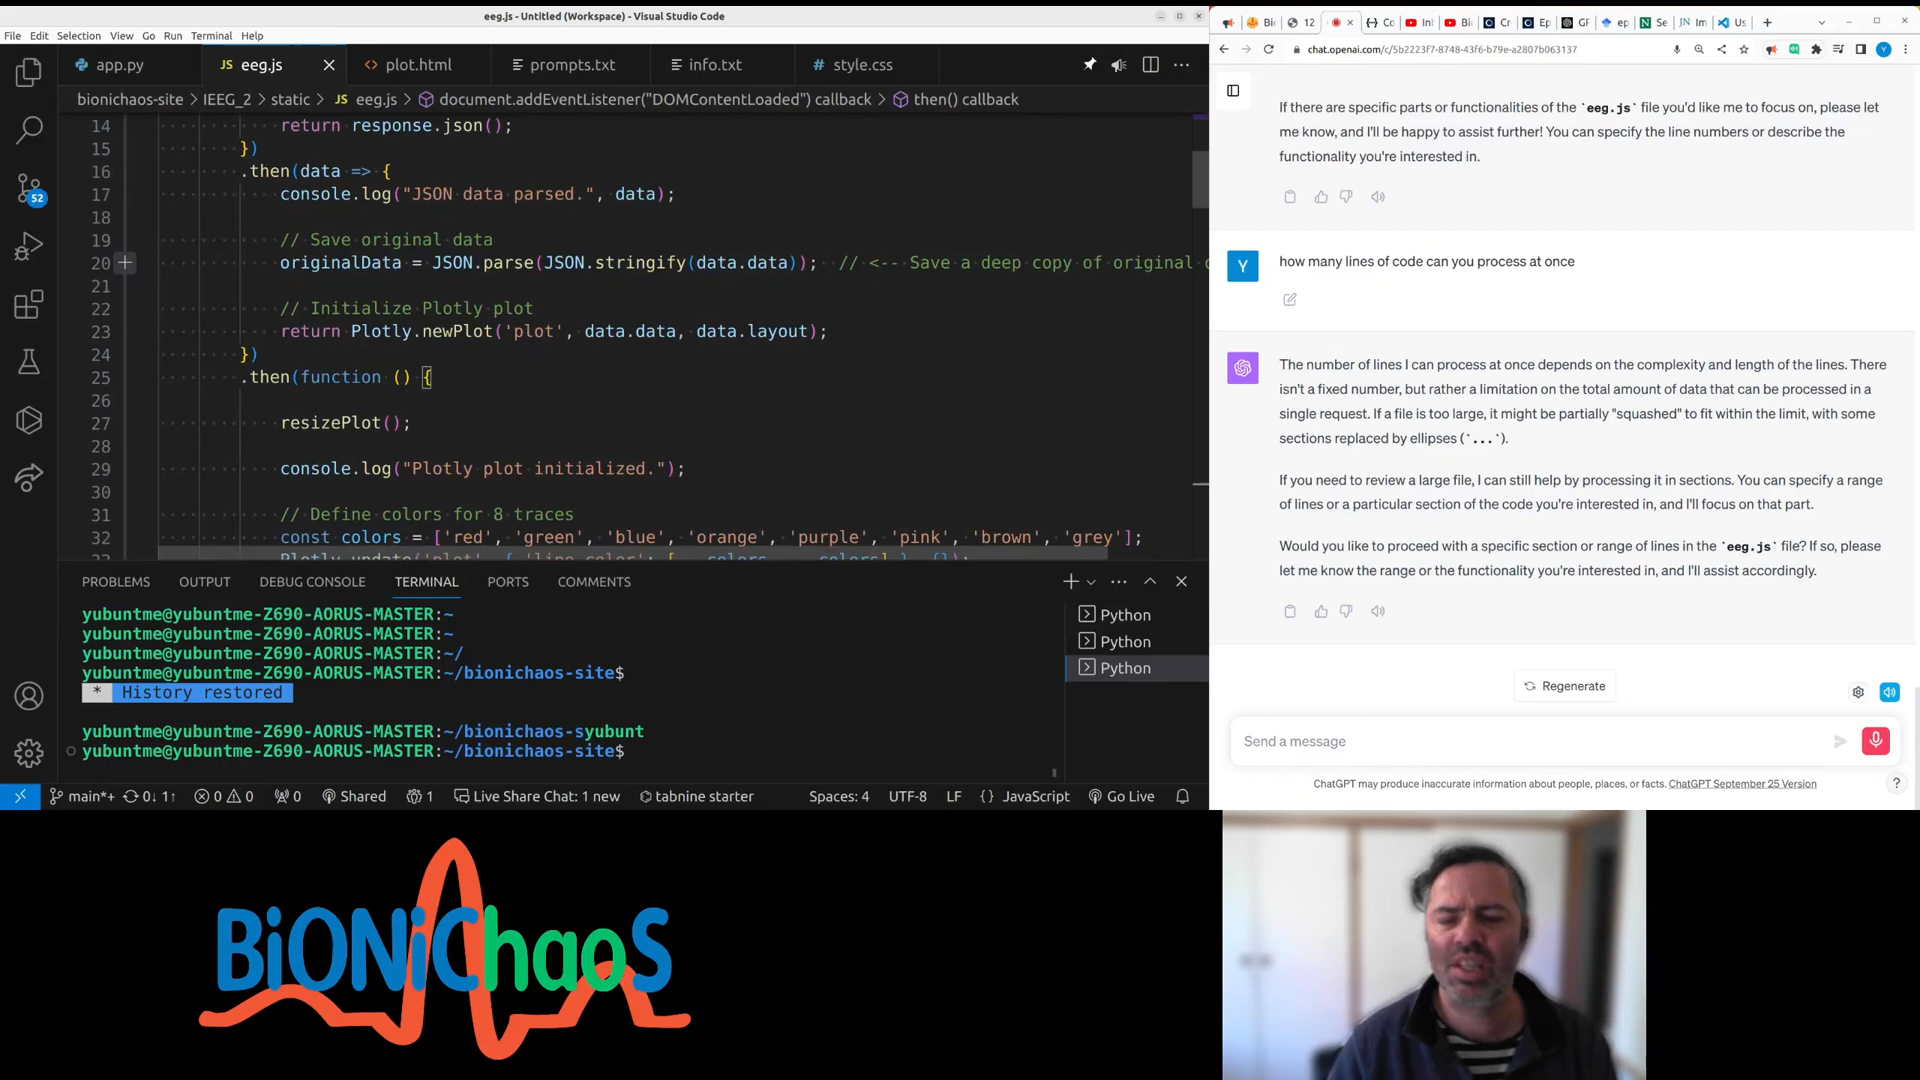 eeg.js - Untitled (Workspace) - Visual Studio Code
File Edit Selection View Go Run Terminal Help
app.py
JS eeg.js
<> plot.html
prompts.txt
info.txt
style.css
bionichaos-site > IEEG_2 > static > JS eeg.js > document.addEventListener("DOMContentLoaded") callback > then() callback
14 return response.json();
15 })
16 .then(data => {
17 console.log("JSON data parsed.", data);
18
19 // Save original data
20 originalData = JSON.parse(JSON.stringify(data.data)); // <-- Save a deep copy of original
21
22 // Initialize Plotly plot
23 return Plotly.newPlot('plot', data.data, data.layout);
24 })
25 .then(function () {
26
27 resizePlot();
28
29 console.log("Plotly plot initialized.");
30
31 // Define colors for 8 traces
32 const colors = ['red', 'green', 'blue', 'orange', 'purple', 'pink', 'brown', 'grey'];
52
PROBLEMS OUTPUT DEBUG CONSOLE TERMINAL PORTS COMMENTS
yubuntme@yubuntme-Z690-AORUS-MASTER:~
yubuntme@yubuntme-Z690-AORUS-MASTER:~
yubuntme@yubuntme-Z690-AORUS-MASTER:~/
yubuntme@yubuntme-Z690-AORUS-MASTER:~/bionichaos-site$
* History restored
yubuntme@yubuntme-Z690-AORUS-MASTER:~/bionichaos-syubunt
yubuntme@yubuntme-Z690-AORUS-MASTER:~/bionichaos-site$
Python
Python
Python
main*+ 0↓ 1↑ 0 0 0 Shared 1 Live Share Chat: 1 new tabnine starter Spaces: 4 UTF-8 LF {} JavaScript Go Live
Bi 12 Co In Bi Cr Ep GF ep Se JN Im Us
chat.openai.com/c/5b2223f7-8748-43f6-b79e-a2807b063137
If there are specific parts or functionalities of the `eeg.js` file you'd like me to focus on, please let
me know, and I'll be happy to assist further! You can specify the line numbers or describe the
functionality you're interested in.
Y
how many lines of code can you process at once
The number of lines I can process at once depends on the complexity and length of the lines. There
isn't a fixed number, but rather a limitation on the total amount of data that can be processed in a
single request. If a file is too large, it might be partially "squashed" to fit within the limit, with some
sections replaced by ellipses (`...`).
If you need to review a large file, I can still help by processing it in sections. You can specify a range
of lines or a particular section of the code you're interested in, and I'll focus on that part.
Would you like to proceed with a specific section or range of lines in the `eeg.js` file? If so, please
let me know the range or the functionality you're interested in, and I'll assist accordingly.
Regenerate
Send a message
ChatGPT may produce inaccurate information about people, places, or facts. ChatGPT September 25 Version
?
BiONiChaoS